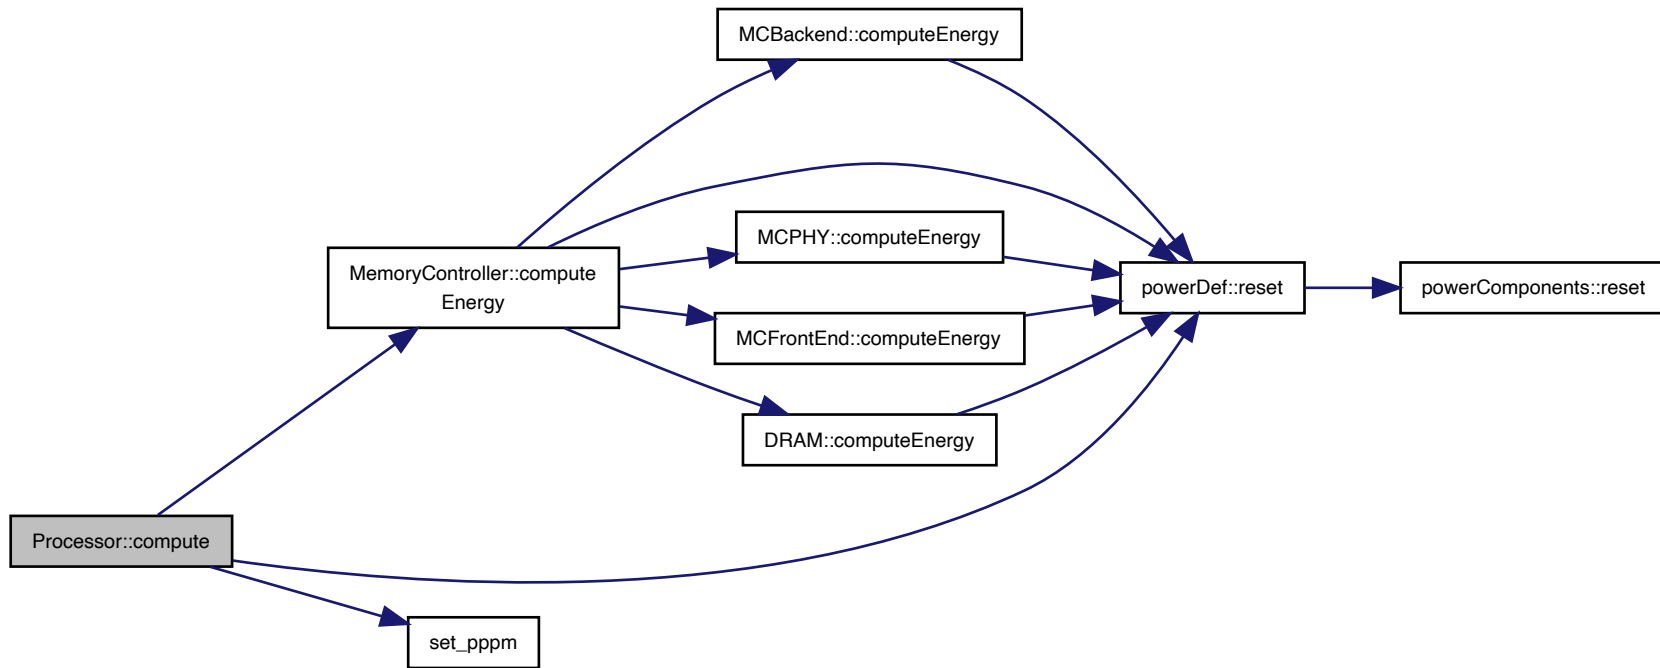 MCBackend::computeEnergy
MCPHY::computeEnergy
MemoryController::compute
Energy
powerDef::reset
powerComponents::reset
MCFrontEnd::computeEnergy
DRAM::computeEnergy
Processor::compute
set_pppm